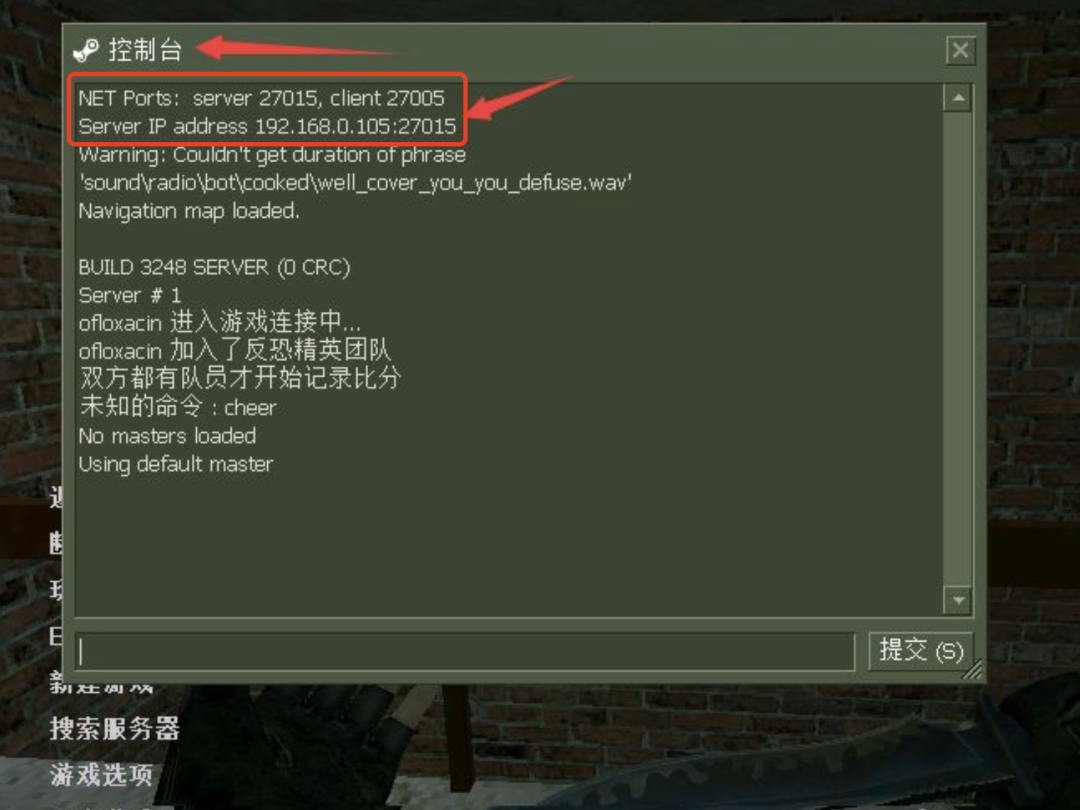 控制台
NET Ports: server 27015, client 27005
Server IP address 192.168.0.105:27015
Warning: Couldn't get duration of phrase
'sound\radio\bot\cooked\well_cover_you_you_defuse.wav'
Navigation map loaded.
BUILD 3248 SERVER (0 CRC)
Server # 1
ofloxacin 进入游戏连接中...
ofloxacin 加入了反恐精英团队
双方都有队员才开始记录比分
未知的命令 : cheer
No masters loaded
Using default master
提交 (S)
新建游戏
搜索服务器
游戏选项